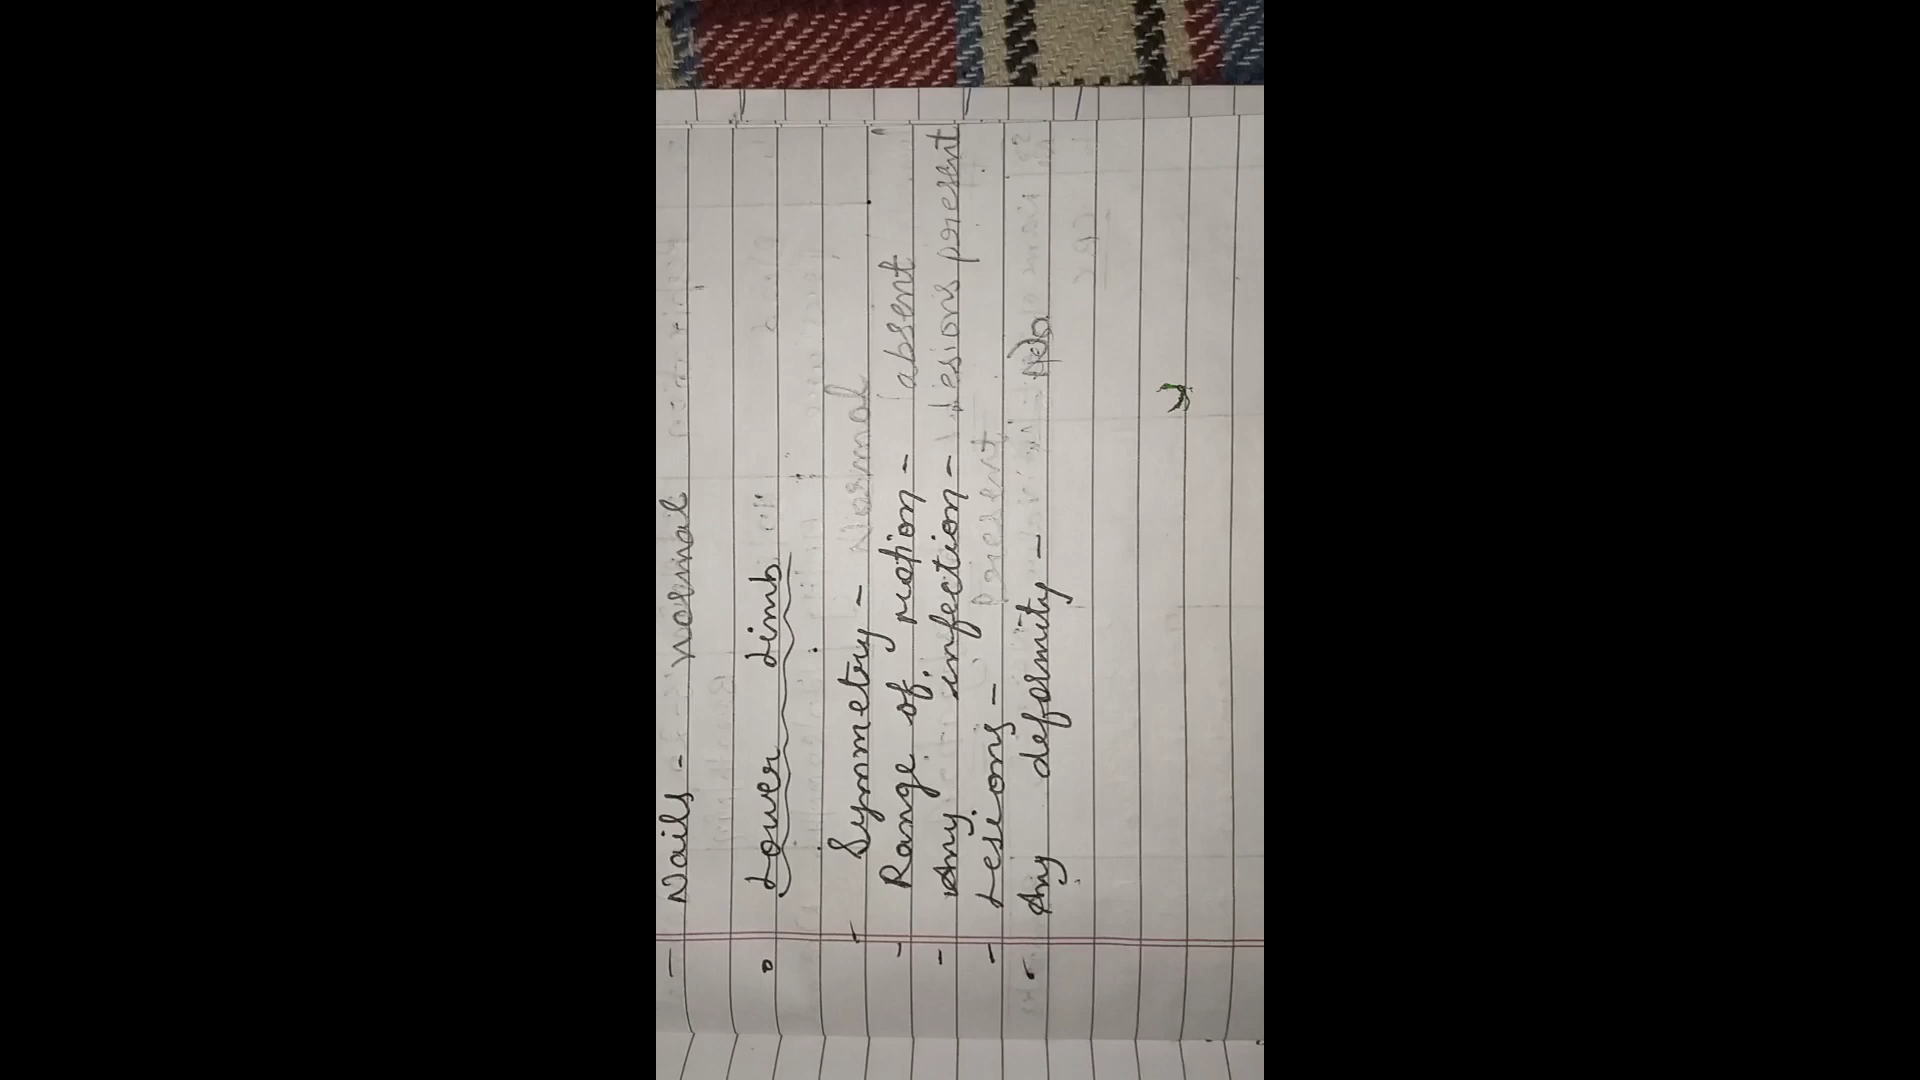 - Nails - normal
° Lower Limb
- Symmetry - Normal
- Range of motion - absent
- Any infection - Lesions present
- Lesions - Present
- Any deformity - No